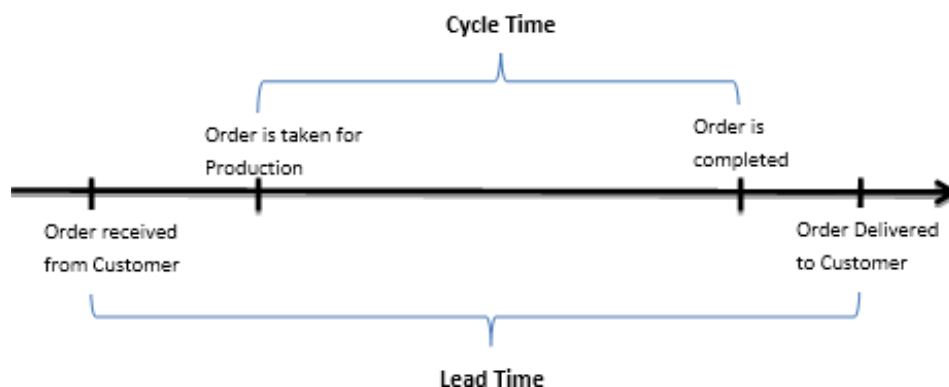 Cycle Time
Order is taken for
Production
Order is
completed
Order received
from Customer
Order Delivered
to Customer
Lead Time